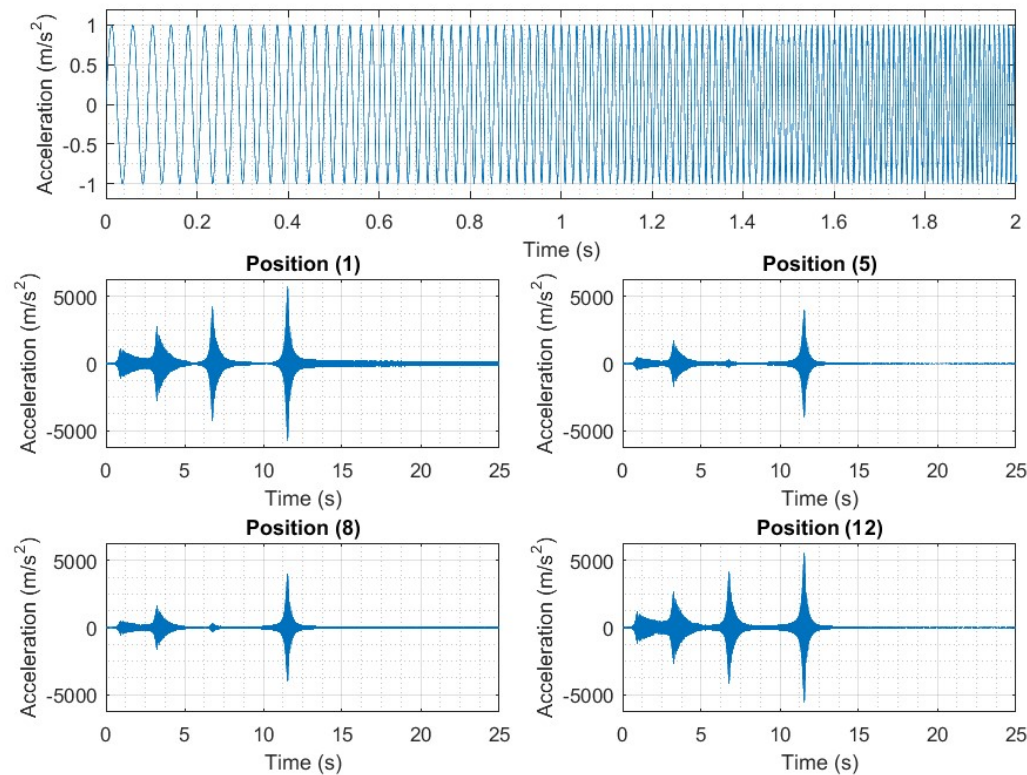 Acceleration (m/s²)
1
0.5
0
-0.5
-1
0 0.2 0.4 0.6 0.8 1 1.2 1.4 1.6 1.8 2
Time (s)
Position (1)
Acceleration (m/s²)
5000
0
-5000
0 5 10 15 20 25
Time (s)
Position (5)
Acceleration (m/s²)
5000
0
-5000
0 5 10 15 20 25
Time (s)
Position (8)
Acceleration (m/s²)
5000
0
-5000
0 5 10 15 20 25
Time (s)
Position (12)
Acceleration (m/s²)
5000
0
-5000
0 5 10 15 20 25
Time (s)